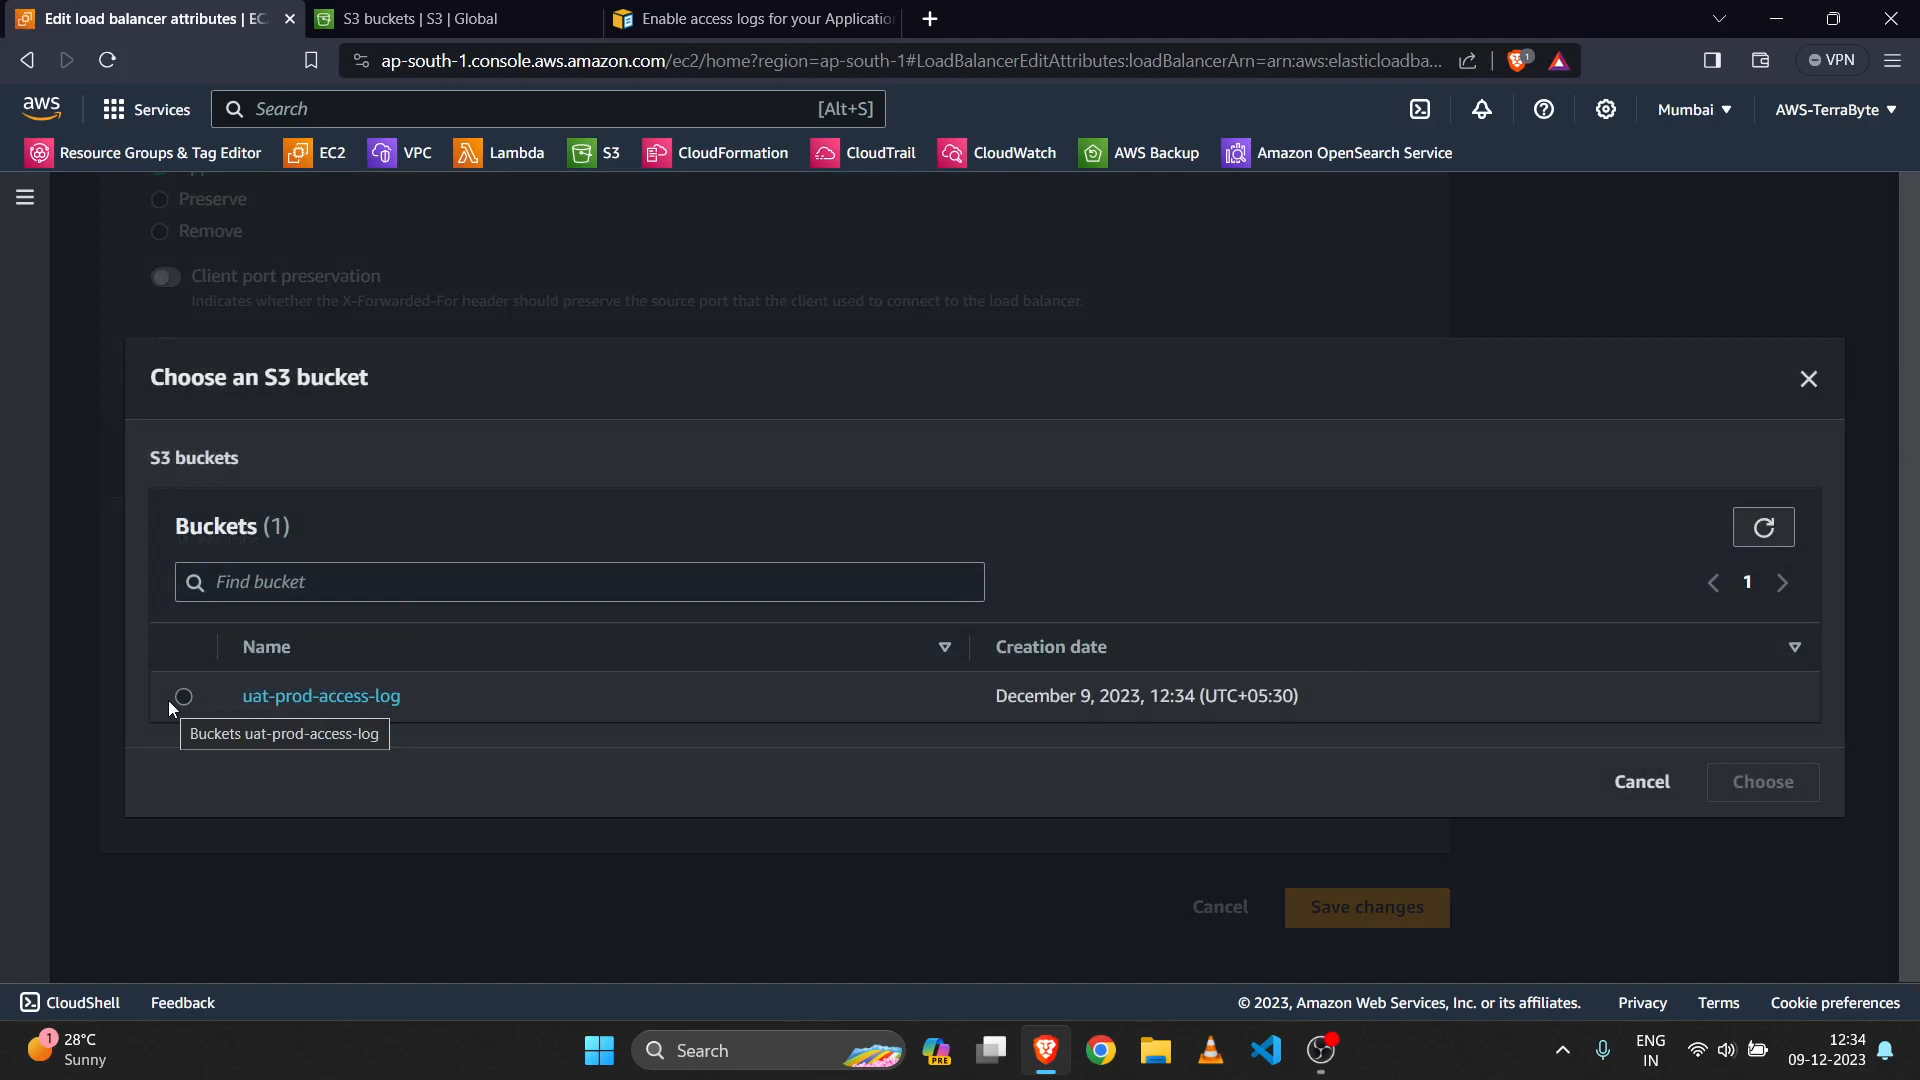 Edit load balancer attributes | EC
S3 buckets | S3 | Global
Enable access logs for your Applicatio
ap-south-1.console.aws.amazon.com/ec2/home?region=ap-south-1#LoadBalancerEditAttributes:loadBalancerArn=arn:aws:elasticloadba...
1
VPN
aws
Services
Search
[Alt+S]
Mumbai
AWS-TerraByte
Resource Groups & Tag Editor
EC2
VPC
Lambda
S3
CloudFormation
CloudTrail
CloudWatch
AWS Backup
Amazon OpenSearch Service
Preserve
Remove
Client port preservation
Indicates whether the X-Forwarded-For header should preserve the source port that the client used to connect to the load balancer.
Choose an S3 bucket
S3 buckets
Buckets (1)
Find bucket
1
Name
Creation date
uat-prod-access-log
December 9, 2023, 12:34 (UTC+05:30)
Buckets uat-prod-access-log
Cancel
Choose
Cancel
Save changes
CloudShell
Feedback
© 2023, Amazon Web Services, Inc. or its affiliates.
Privacy
Terms
Cookie preferences
1
28°C
Sunny
Search
PRE
ENG
IN
12:34
09-12-2023